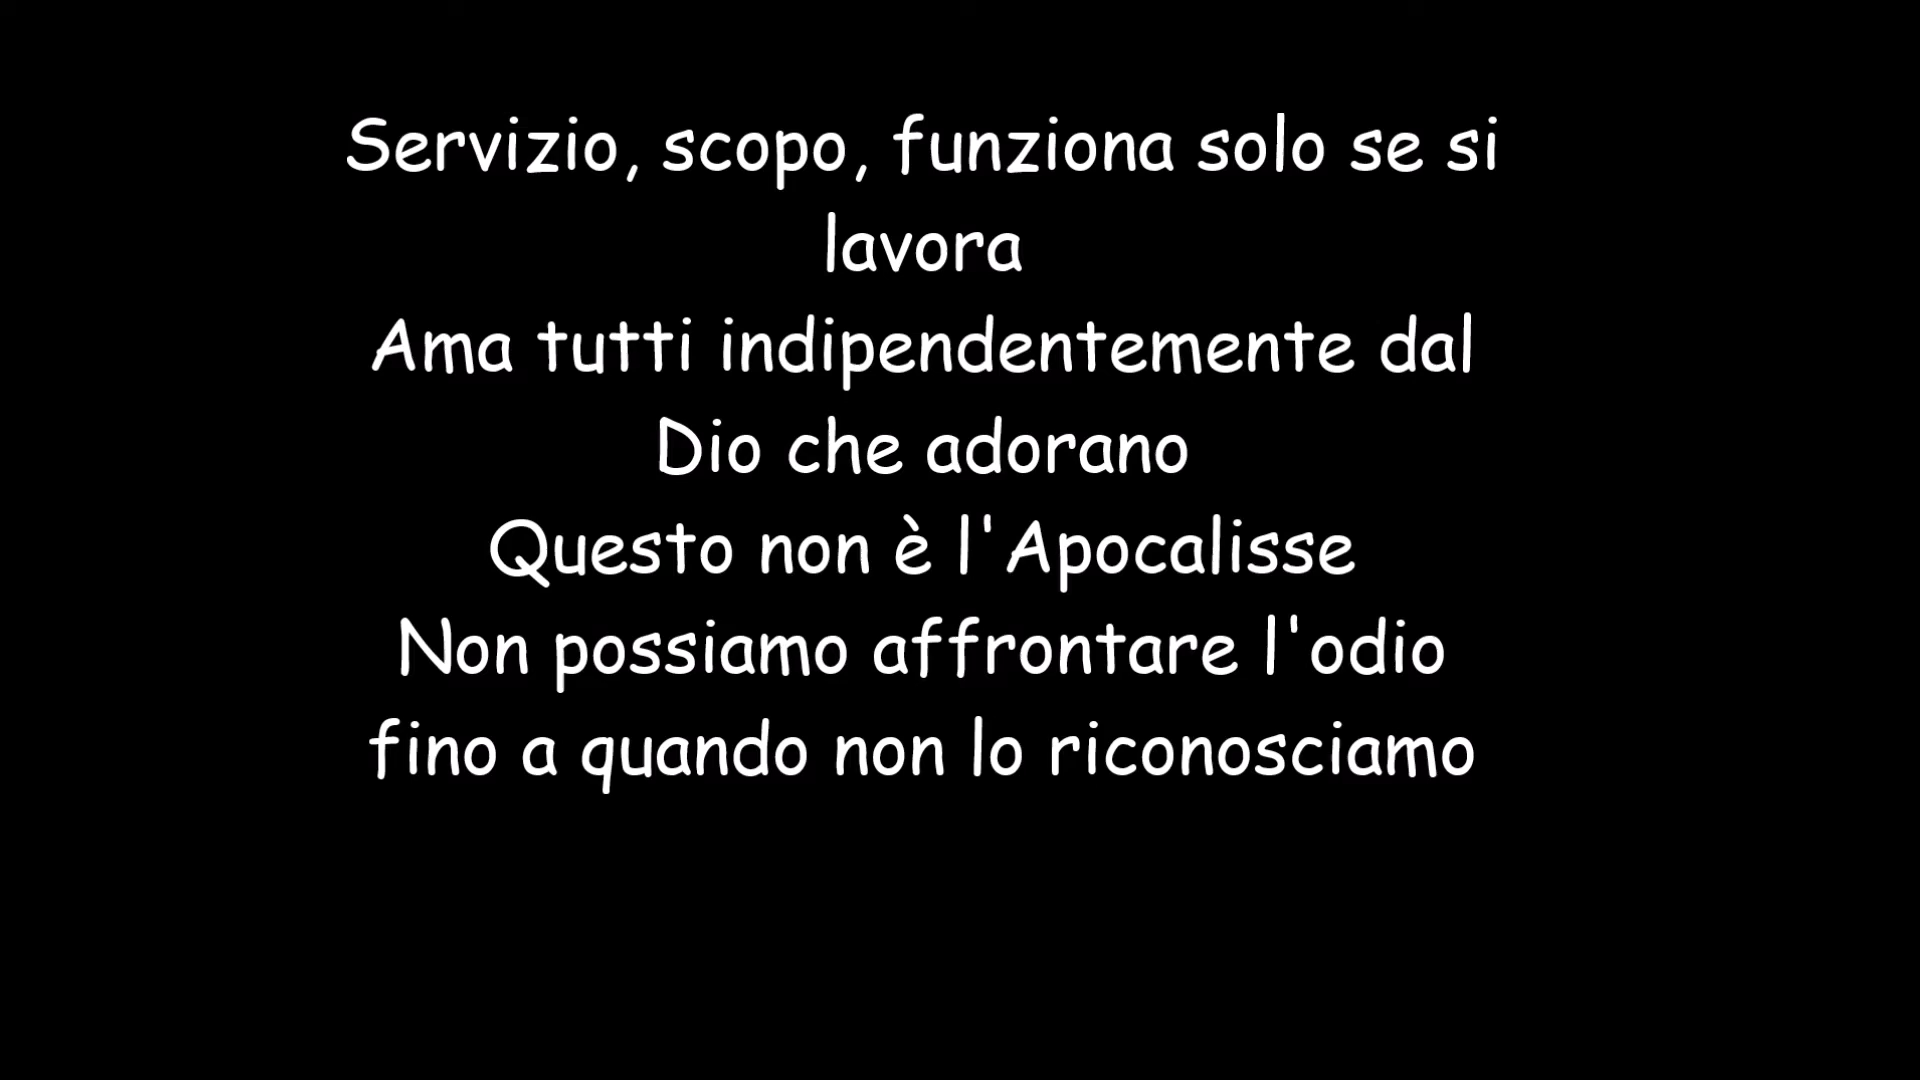 Servizio, scopo, funziona solo se si
lavora
Ama tutti indipendentemente dal
Dio che adorano
Questo non è l'Apocalisse
Non possiamo affrontare l'odio
fino a quando non lo riconosciamo